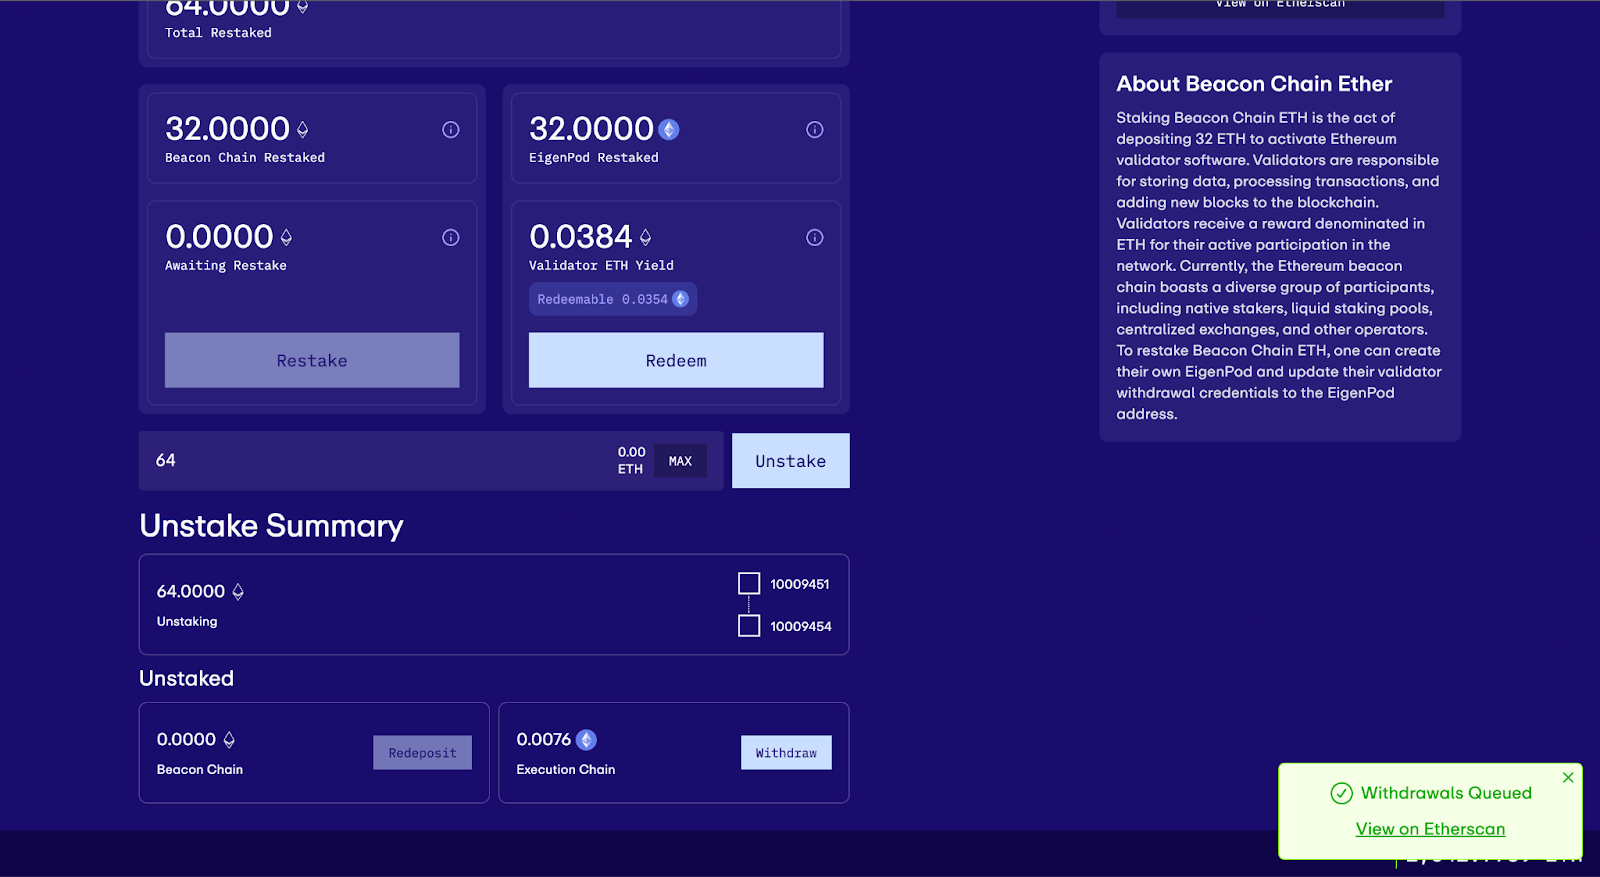 64.0000
Total Restaked
32.0000
Beacon Chain Restaked
32.0000
EigenPod Restaked
0.0000
Awaiting Restake
Restake
0.0384
Validator ETH Yield
Redeemable 0.0354
Redeem
64
0.00
ETH
MAX
Unstake
Unstake Summary
64.0000
Unstaking
10009451
10009454
Unstaked
0.0000
Beacon Chain
Redeposit
0.0076
Execution Chain
Withdraw
View on Etherscan
About Beacon Chain Ether
Staking Beacon Chain ETH is the act of
depositing 32 ETH to activate Ethereum
validator software. Validators are responsible
for storing data, processing transactions, and
adding new blocks to the blockchain.
Validators receive a reward denominated in
ETH for their active participation in the
network. Currently, the Ethereum beacon
chain boasts a diverse group of participants,
including native stakers, liquid staking pools,
centralized exchanges, and other operators.
To restake Beacon Chain ETH, one can create
their own EigenPod and update their validator
withdrawal credentials to the EigenPod
address.
Withdrawals Queued
View on Etherscan